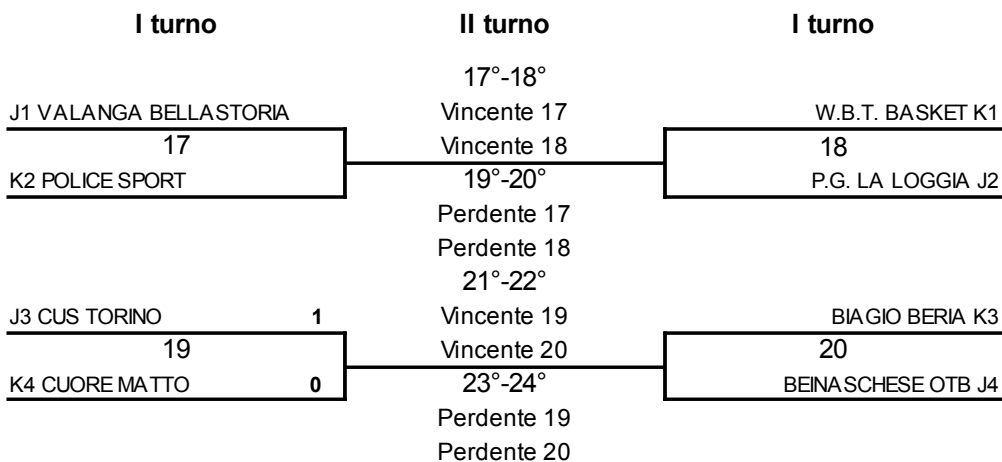 I turno II turno I turno
17°-18°
J1 VALANGA BELLASTORIA Vincente 17 W.B.T. BASKET K1
17 Vincente 18 18
K2 POLICE SPORT 19°-20° P.G. LA LOGGIA J2
Perdente 17
Perdente 18
21°-22°
J3 CUS TORINO 1 Vincente 19 BIAGIO BERIA K3
19 Vincente 20 20
K4 CUORE MATTO 0 23°-24° BEINASCHESE OTB J4
Perdente 19
Perdente 20